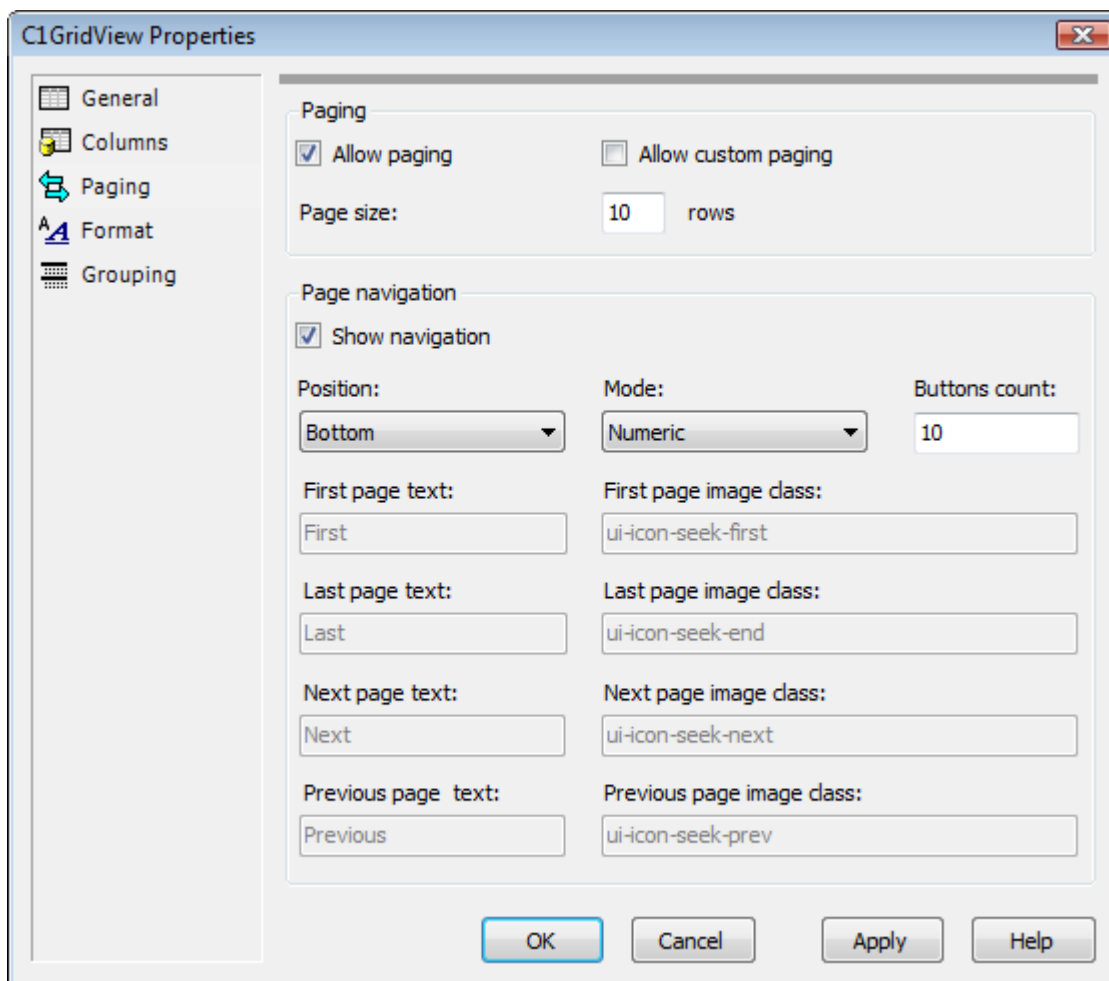 C1GridView Properties
General
Columns
Paging
Format
Grouping
Paging
Allow paging Allow custom paging
Page size: 10 rows
Page navigation
Show navigation
Position: Mode: Buttons count:
Bottom Numeric 10
First page text: First page image class:
First ui-icon-seek-first
Last page text: Last page image class:
Last ui-icon-seek-end
Next page text: Next page image class:
Next ui-icon-seek-next
Previous page text: Previous page image class:
Previous ui-icon-seek-prev
OK Cancel Apply Help